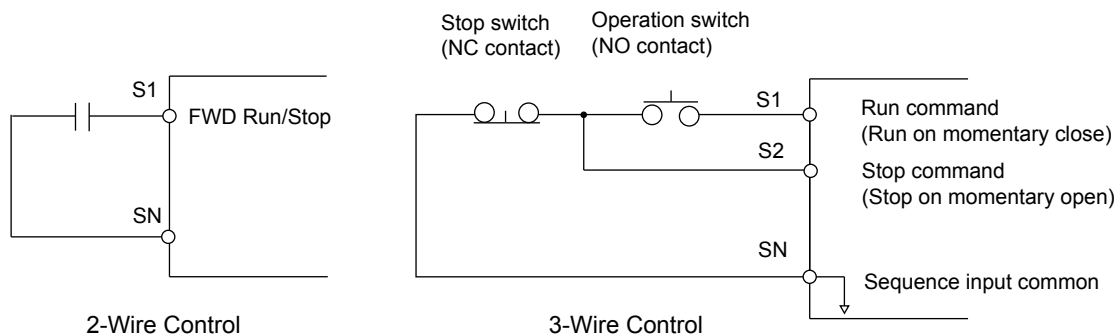 Stop switch
(NC contact)
Operation switch
(NO contact)
S1
FWD Run/Stop
SN
2-Wire Control
S1
Run command
(Run on momentary close)
S2
Stop command
(Stop on momentary open)
SN
Sequence input common
3-Wire Control